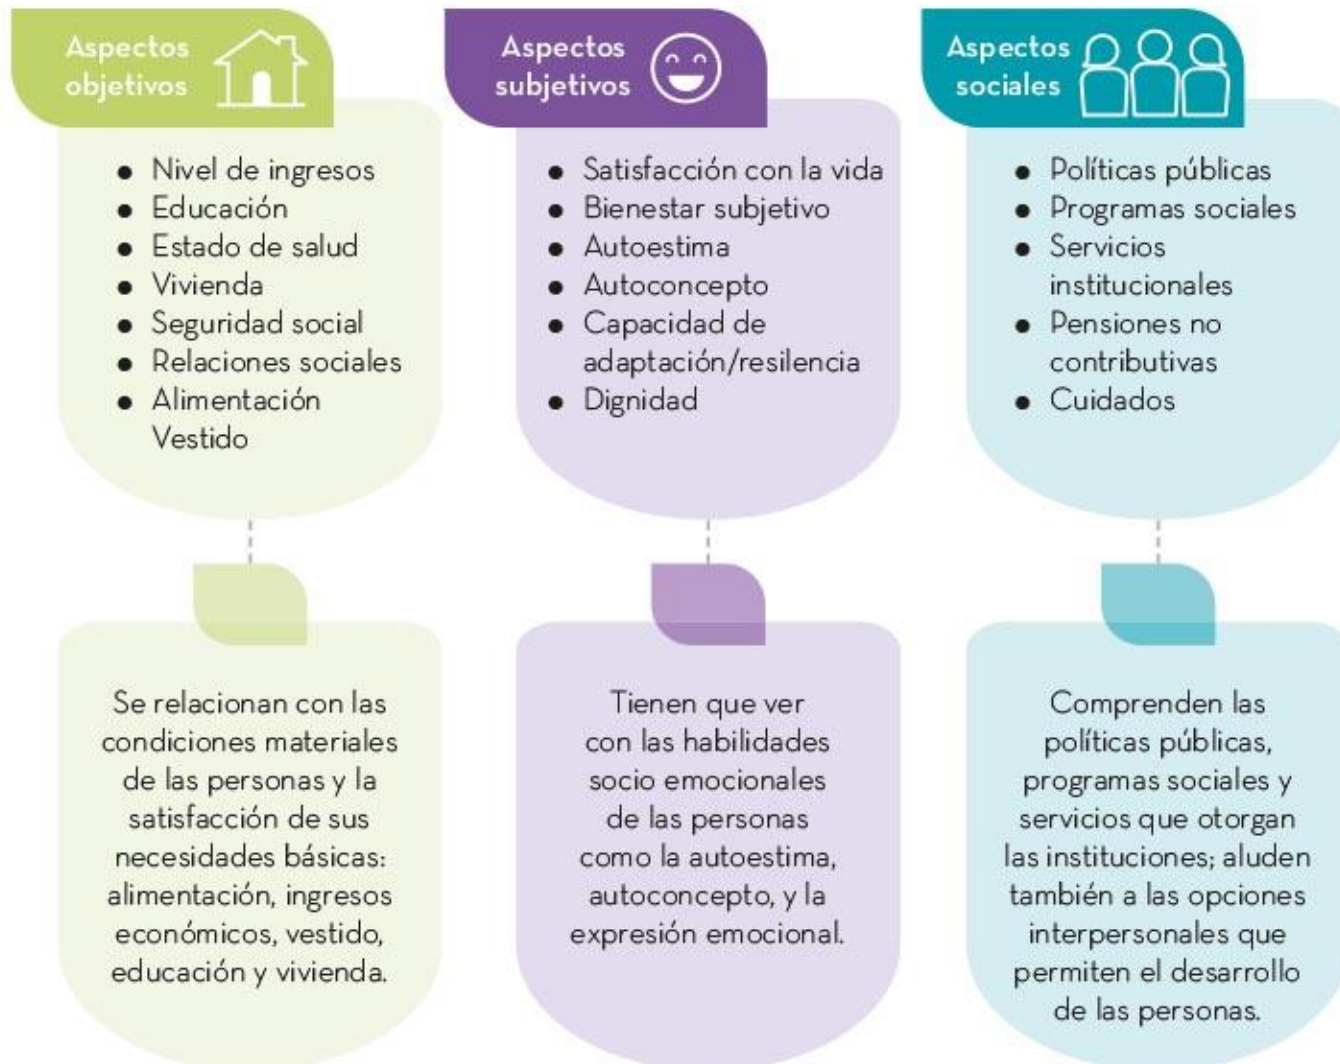 Aspectos
objetivos
Nivel de ingresos
Educación
Estado de salud
Vivienda
Seguridad social
Relaciones sociales
Alimentación
Vestido
Se relacionan con las
condiciones materiales
de las personas y la
satisfacción de sus
necesidades básicas:
alimentación, ingresos
económicos, vestido,
educación y vivienda.
Aspectos
subjetivos
Satisfacción con la vida
Bienestar subjetivo
Autoestima
Autoconcepto
Capacidad de
adaptación/resilencia
Dignidad
Tienen que ver
con las habilidades
socio emocionales
de las personas
como la autoestima,
autoconcepto, y la
expresión emocional.
Aspectos
sociales
Políticas públicas
Programas sociales
Servicios
institucionales
Pensiones no
contributivas
Cuidados
Comprenden las
políticas públicas,
programas sociales y
servicios que otorgan
las instituciones; aluden
también a las opciones
interpersonales que
permiten el desarrollo
de las personas.